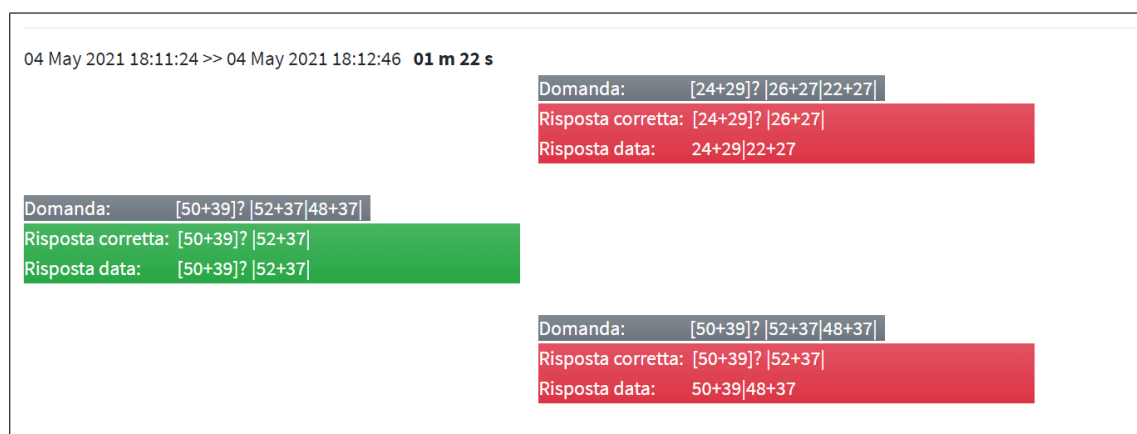 04 May 2021 18:11:24 >> 04 May 2021 18:12:46 01 m 22 s
Domanda: [24+29]? |26+27|22+27|
Risposta corretta: [24+29]? |26+27|
Risposta data: 24+29|22+27
Domanda: [50+39]? |52+37|48+37|
Risposta corretta: [50+39]? |52+37|
Risposta data: [50+39]? |52+37|
Domanda: [50+39]? |52+37|48+37|
Risposta corretta: [50+39]? |52+37|
Risposta data: 50+39|48+37